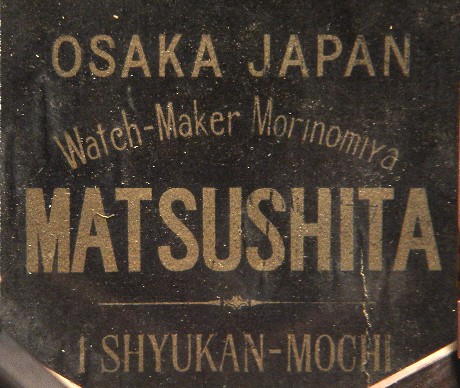 OSAKA JAPAN
Watch-Maker Morinomiya
MATSUSHITA
1 SHYUKAN-MOCHI